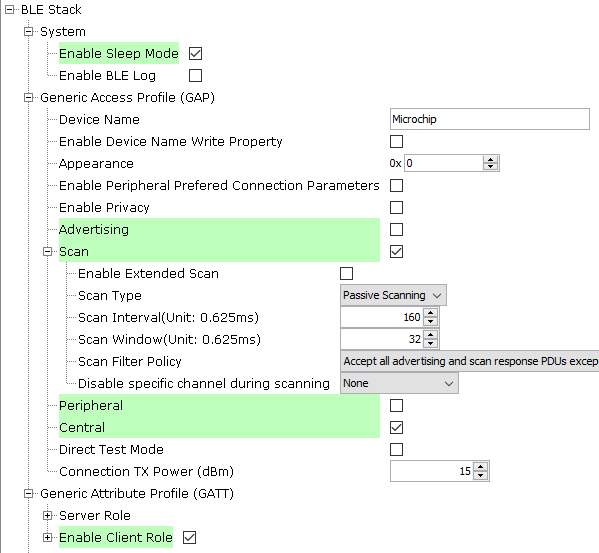 BLE Stack
System
Enable Sleep Mode
Enable BLE Log
Generic Access Profile (GAP)
Device Name Microchip
Enable Device Name Write Property
Appearance 0x 0
Enable Peripheral Prefered Connection Parameters
Enable Privacy
Advertising
Scan
Enable Extended Scan
Scan Type Passive Scanning
Scan Interval(Unit: 0.625ms) 160
Scan Window(Unit: 0.625ms) 32
Scan Filter Policy Accept all advertising and scan response PDUs excep
Disable specific channel during scanning None
Peripheral
Central
Direct Test Mode
Connection TX Power (dBm) 15
Generic Attribute Profile (GATT)
Server Role
Enable Client Role